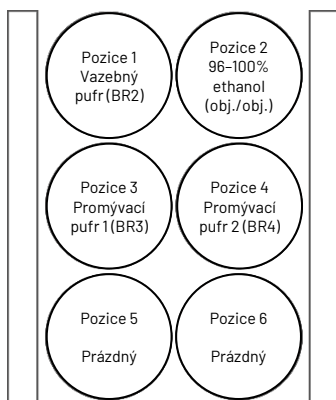 Pozice 1
Vazebný
pufr (BR2)
Pozice 2
96–100%
ethanol
(obj./obj.)
Pozice 3
Promývací
pufr 1 (BR3)
Pozice 4
Promývací
pufr 2 (BR4)
Pozice 5
Prázdný
Pozice 6
Prázdný